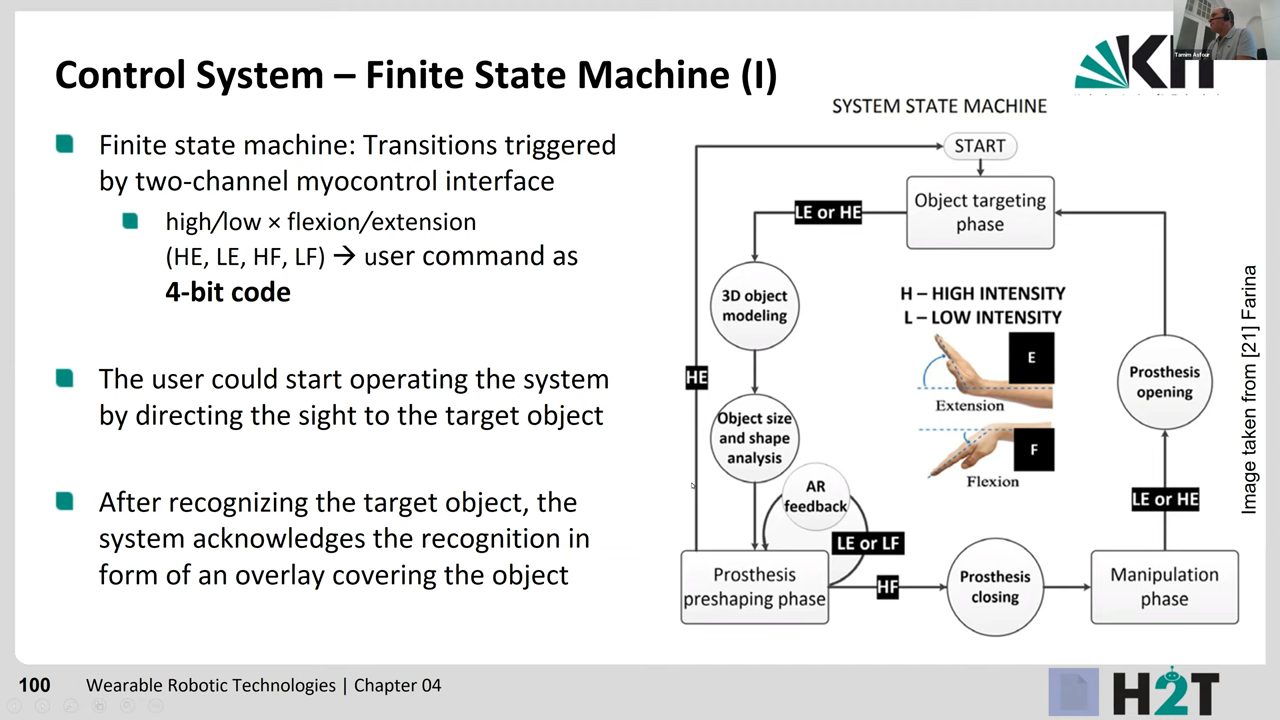 Control System – Finite State Machine (I)
Tamim Asfour
KIT
Finite state machine: Transitions triggered
by two-channel myocontrol interface
high/low × flexion/extension
(HE, LE, HF, LF) → user command as
4-bit code
The user could start operating the system
by directing the sight to the target object
After recognizing the target object, the
system acknowledges the recognition in
form of an overlay covering the object
SYSTEM STATE MACHINE
START
Object targeting
phase
LE or HE
3D object
modeling
H – HIGH INTENSITY
L – LOW INTENSITY
E
Extension
F
Flexion
HE
Object size
and shape
analysis
AR
feedback
LE or LF
Prosthesis
preshaping phase
HF
Prosthesis
closing
Manipulation
phase
LE or HE
Prosthesis
opening
Image taken from [21] Farina
100
Wearable Robotic Technologies | Chapter 04
H2T